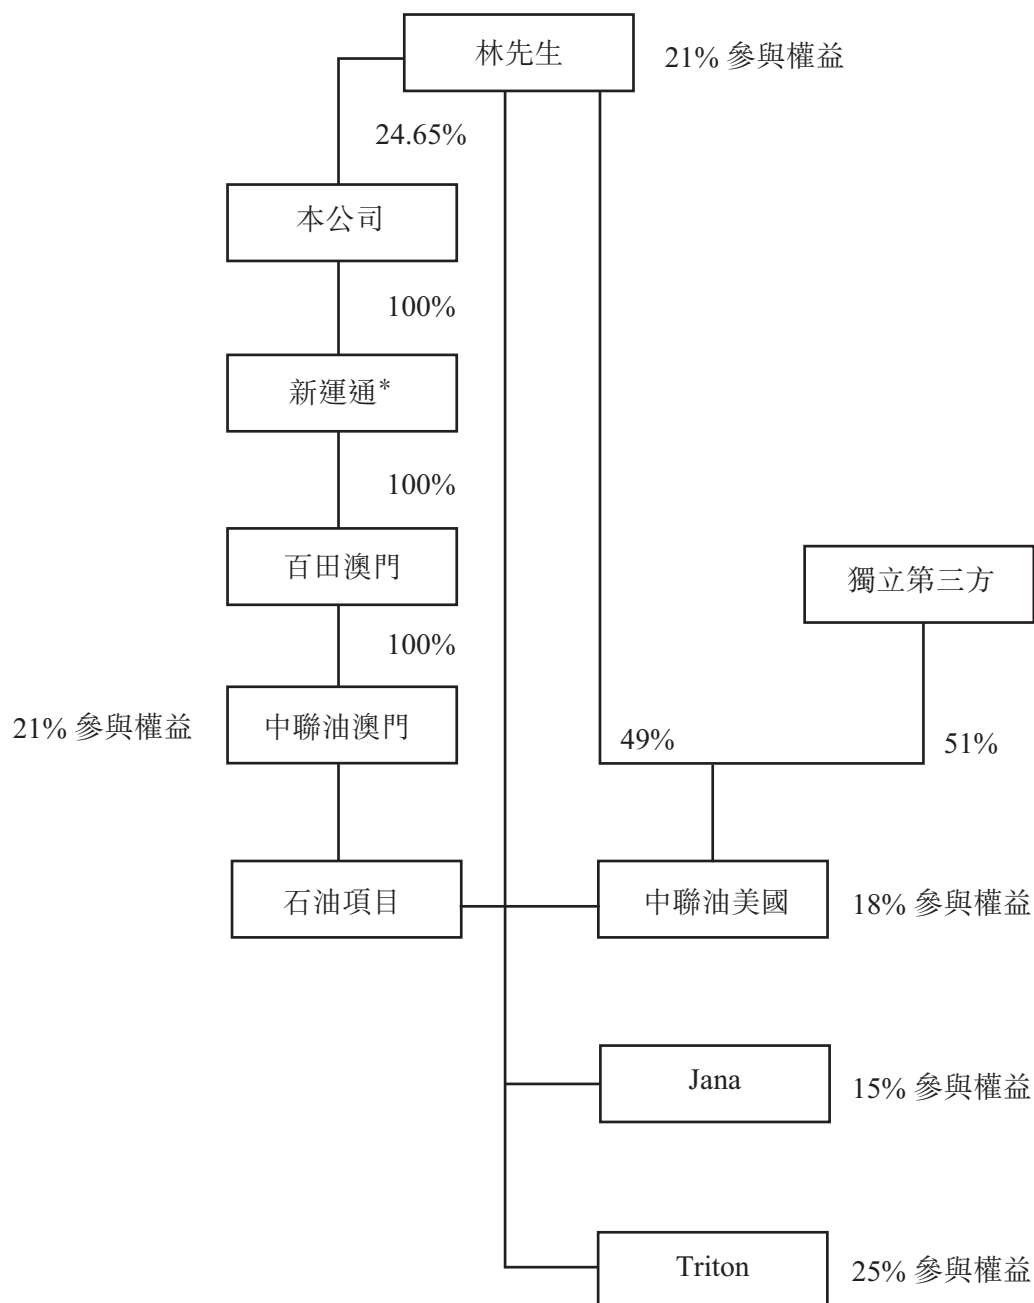 林先生
21% 參與權益
24.65%
本公司
100%
新運通*
100%
百田澳門
獨立第三方
100%
21% 參與權益
中聯油澳門
49%
51%
石油項目
中聯油美國
18% 參與權益
Jana
15% 參與權益
Triton
25% 參與權益